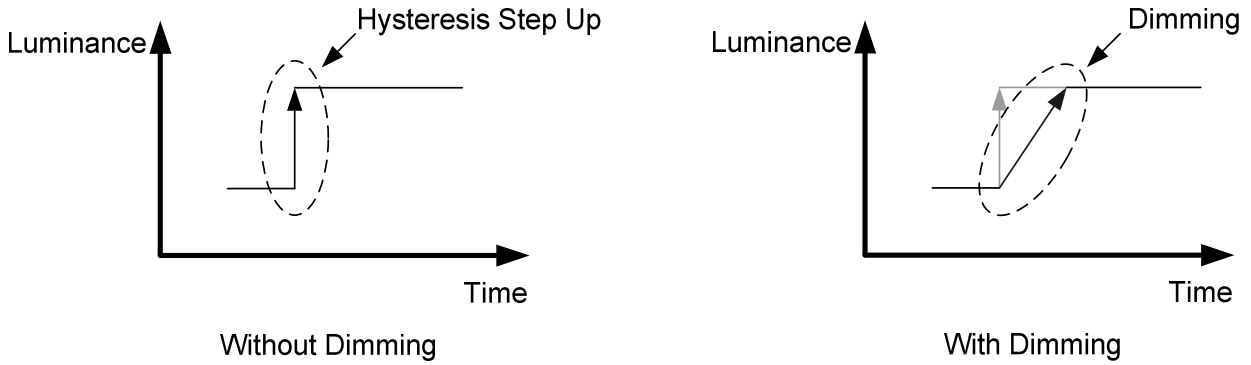 Hysteresis Step Up
Luminance
Time
Without Dimming
Dimming
Luminance
Time
With Dimming